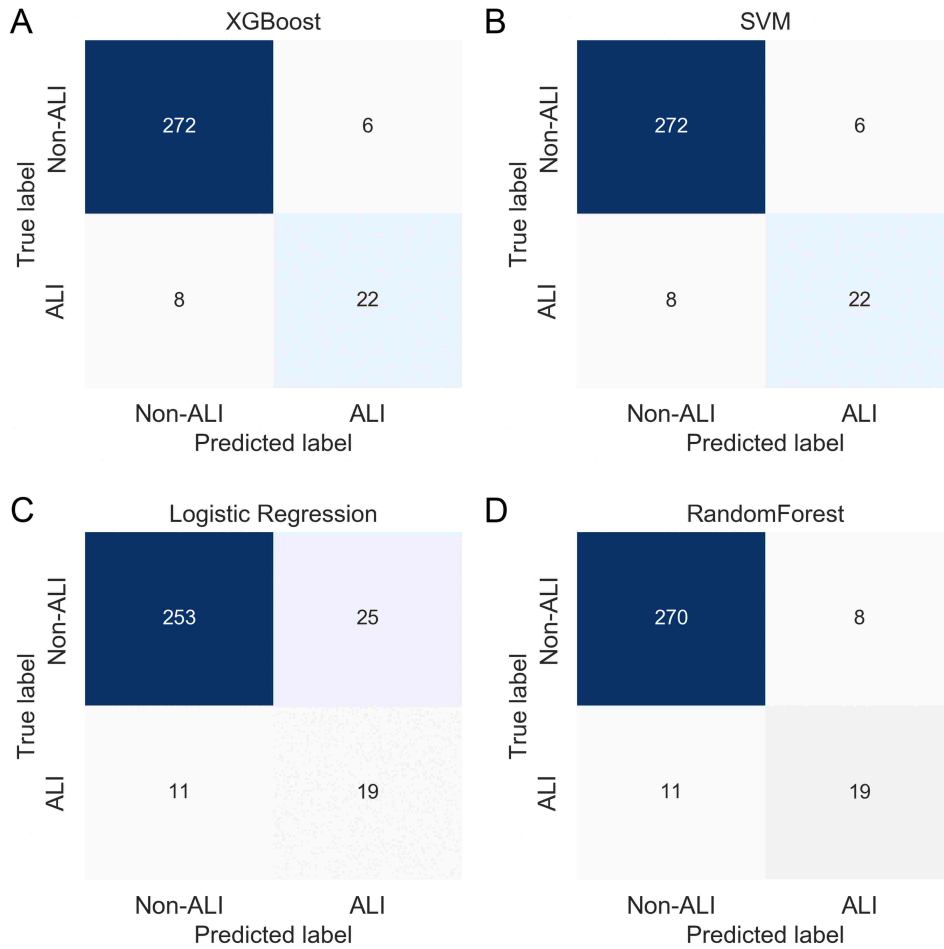 A
XGBoost
True label
Non-ALI
ALI
272
6
8
22
Non-ALI
ALI
Predicted label
B
SVM
True label
Non-ALI
ALI
272
6
8
22
Non-ALI
ALI
Predicted label
C
Logistic Regression
True label
Non-ALI
ALI
253
25
11
19
Non-ALI
ALI
Predicted label
D
RandomForest
True label
Non-ALI
ALI
270
8
11
19
Non-ALI
ALI
Predicted label